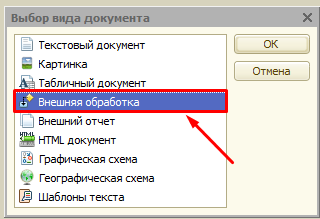 Выбор вида документа
Текстовый документ
Картинка
Табличный документ
Внешняя обработка
Внешний отчет
HTML документ
Графическая схема
Географическая схема
Шаблоны текста
OK
Отмена